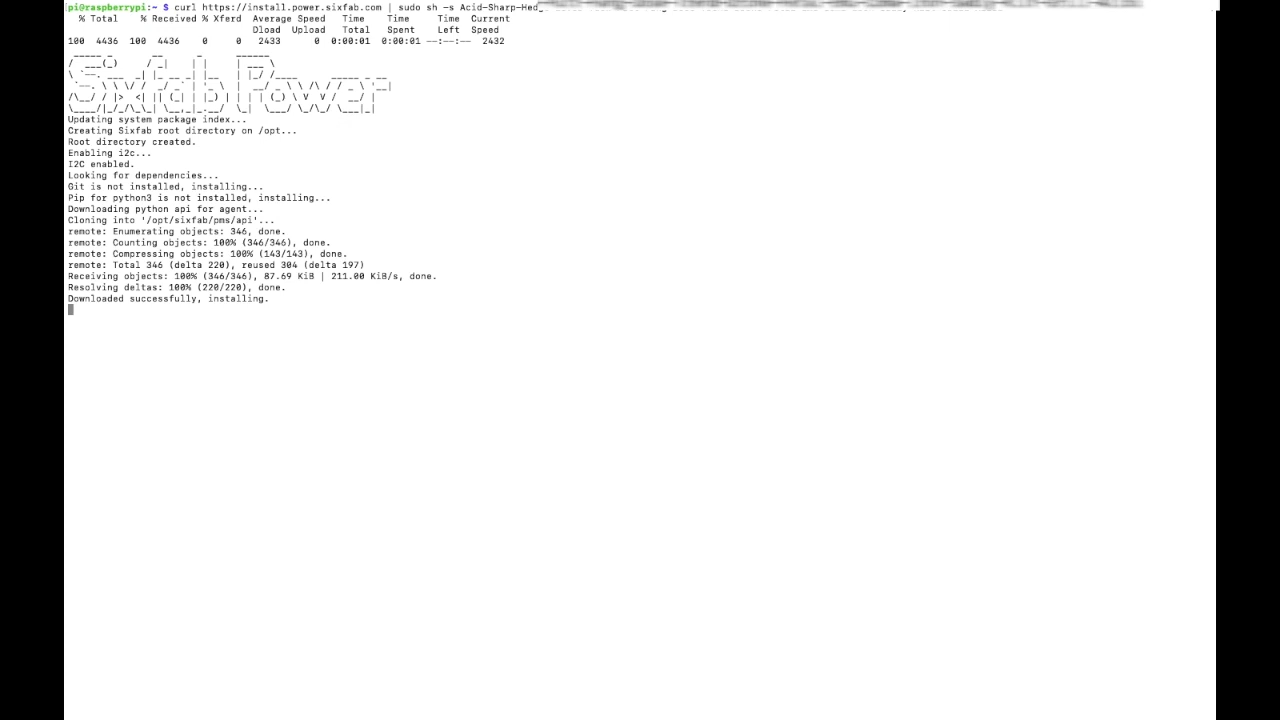 pi@raspberrypi:~ $ curl https://install.power.sixfab.com | sudo sh -s Acid-Sharp-Hed
% Total % Received % Xferd Average Speed Time Time Time Current
Dload Upload Total Spent Left Speed
100 4436 100 4436 0 0 2433 0 0:00:01 0:00:01 --:--:-- 2432
Updating system package index...
Creating Sixfab root directory on /opt...
Root directory created.
Enabling i2c...
I2C enabled.
Looking for dependencies...
Git is not installed, installing...
Pip for python3 is not installed, installing...
Downloading python api for agent...
Cloning into '/opt/sixfab/pms/api'...
remote: Enumerating objects: 346, done.
remote: Counting objects: 100% (346/346), done.
remote: Compressing objects: 100% (143/143), done.
remote: Total 346 (delta 220), reused 304 (delta 197)
Receiving objects: 100% (346/346), 87.69 KiB | 211.00 KiB/s, done.
Resolving deltas: 100% (220/220), done.
Downloaded successfully, installing.